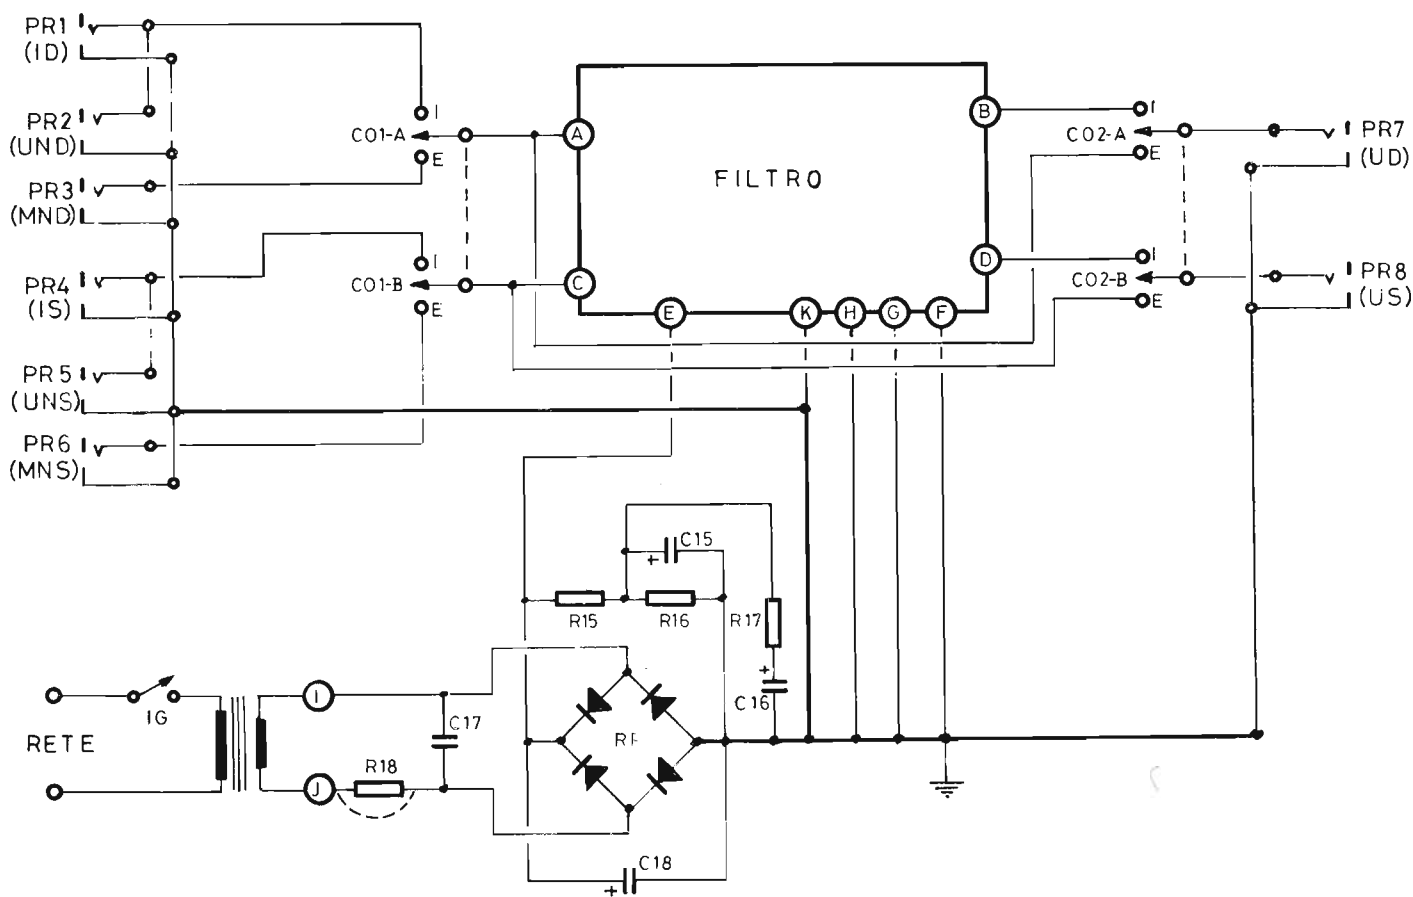 PR1
(ID)
PR2
(UND)
PR3
(MND)
PR4
(IS)
PR5
(UNS)
PR6
(MNS)
I
CO1-A
E
I
CO1-B
E
A
C
FILTRO
B
D
E
K
H
G
F
I
CO2-A
E
I
CO2-B
E
PR7
(UD)
PR8
(US)
+
C15
R15
R16
R17
+
C16
IG
RETE
I
J
R18
C17
+
C18